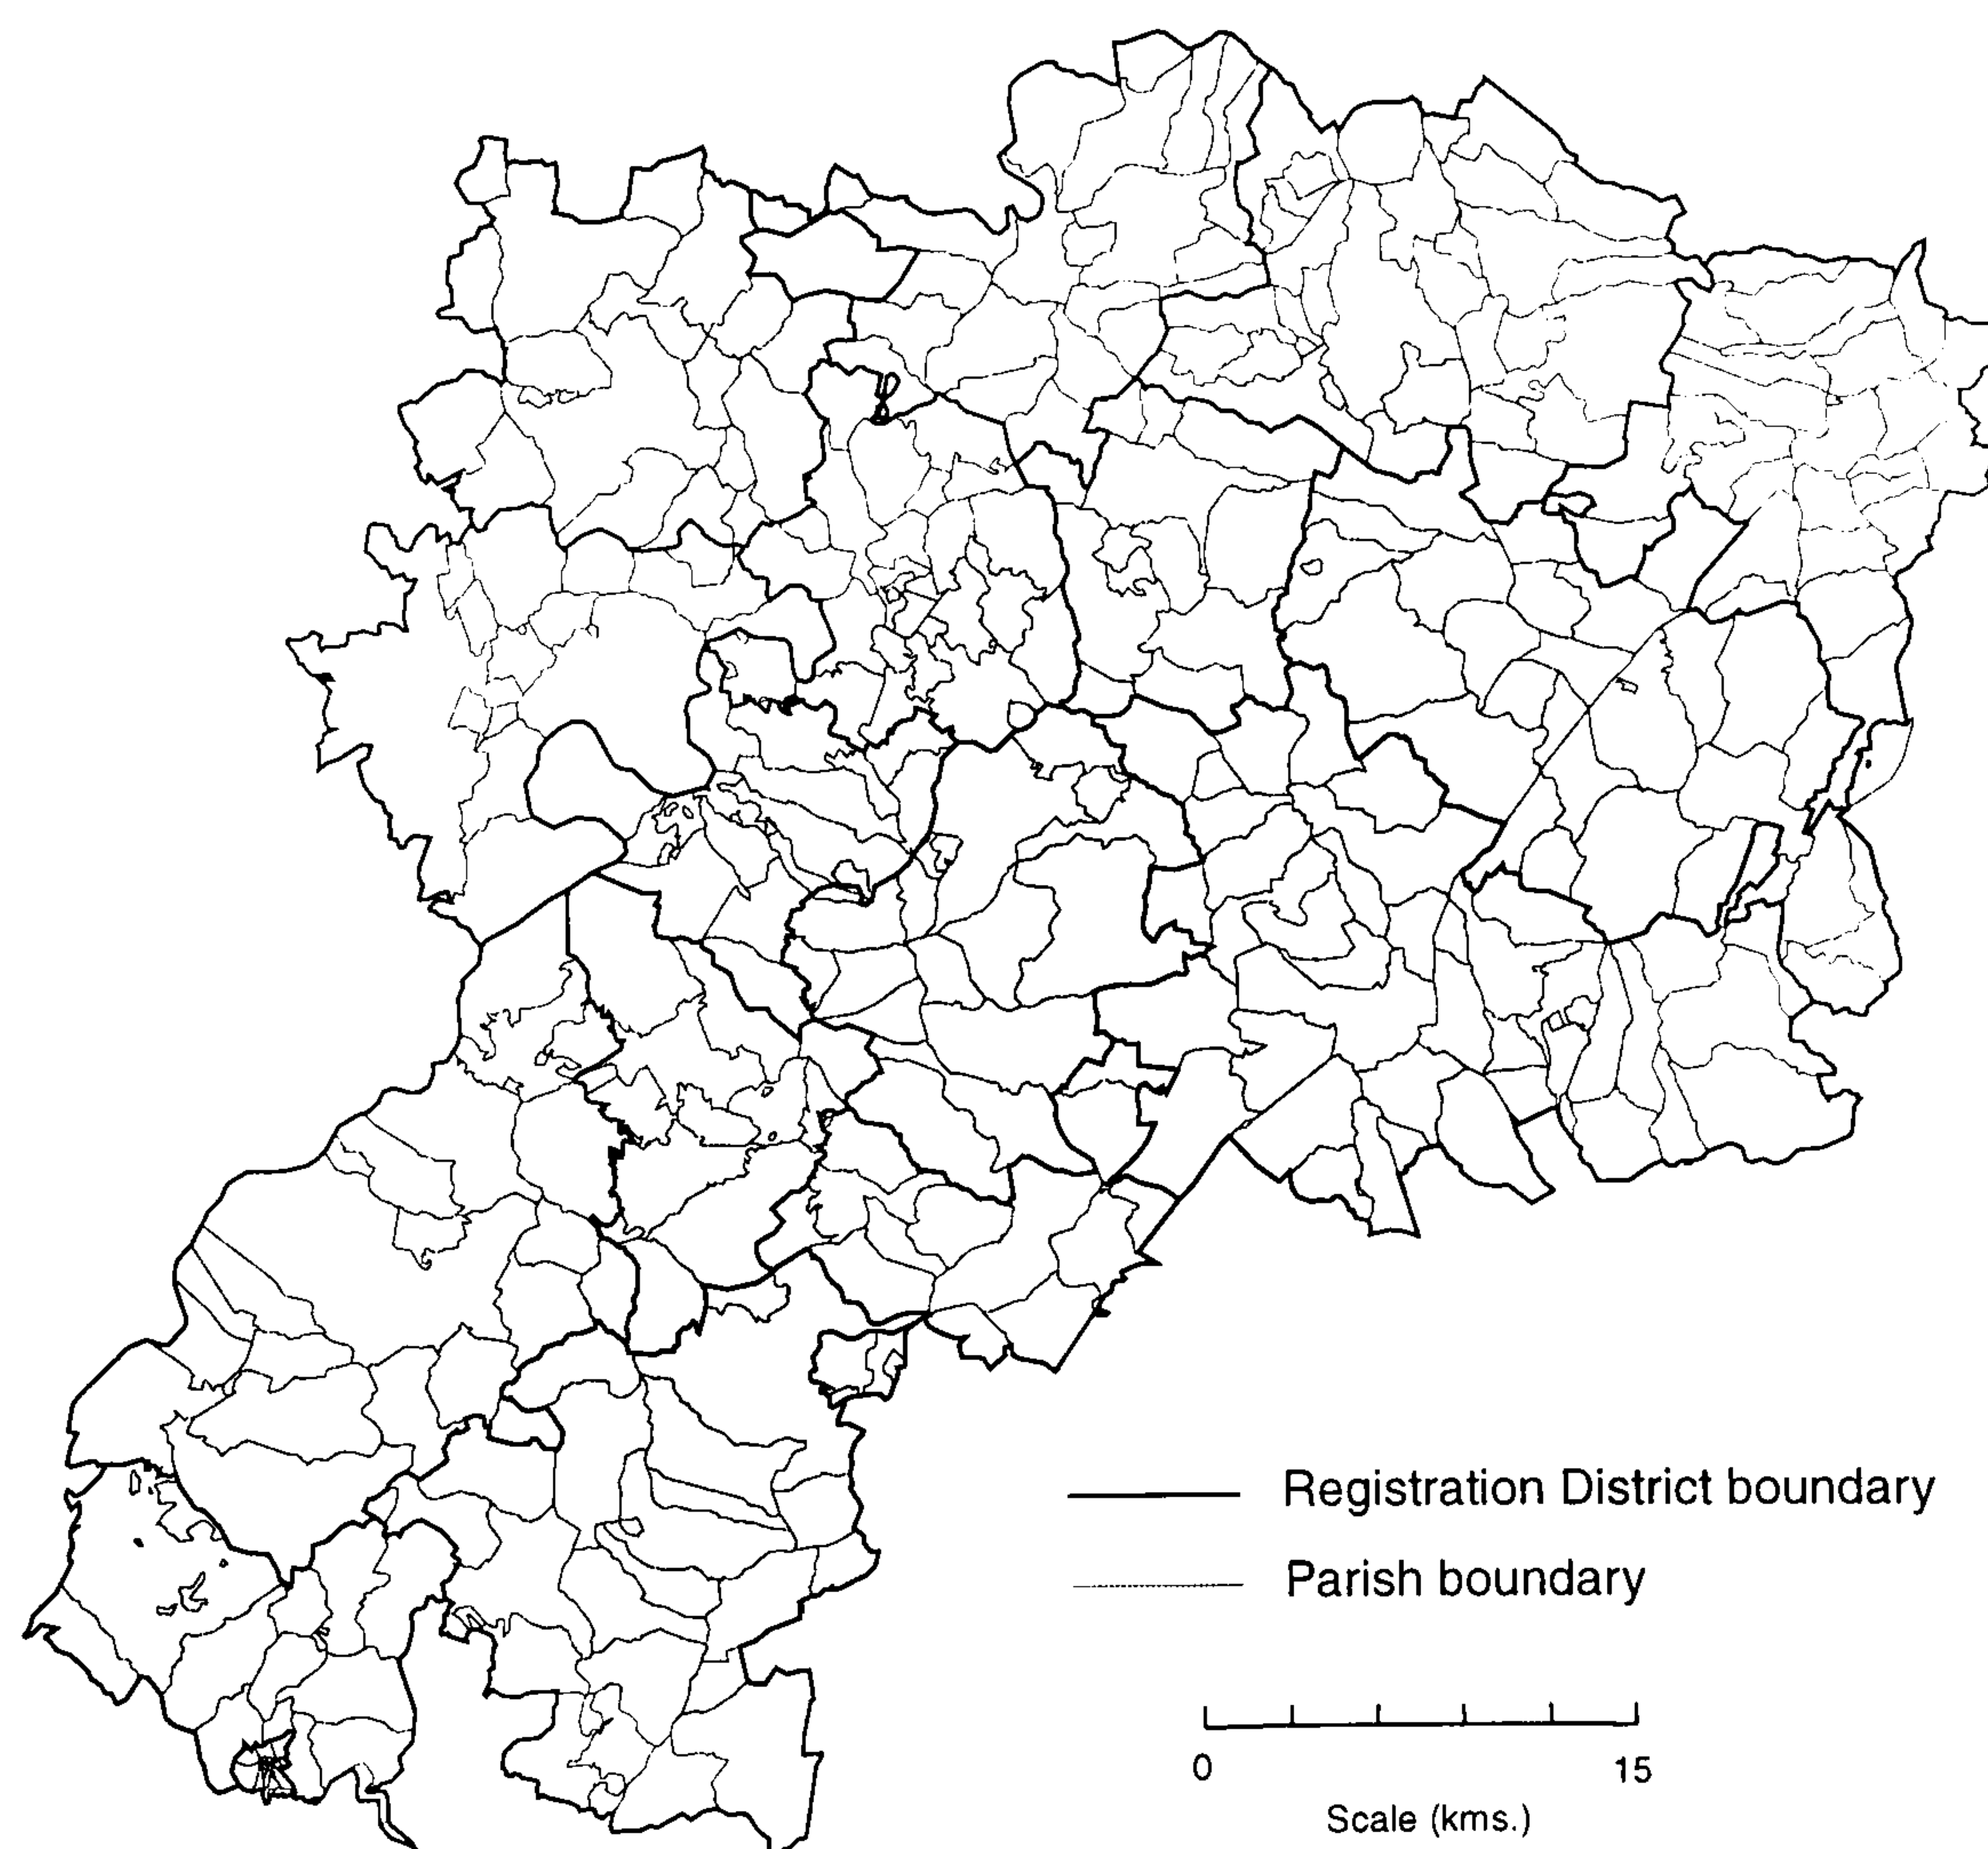 Registration District boundary
Parish boundary
0 15
Scale (kms.)